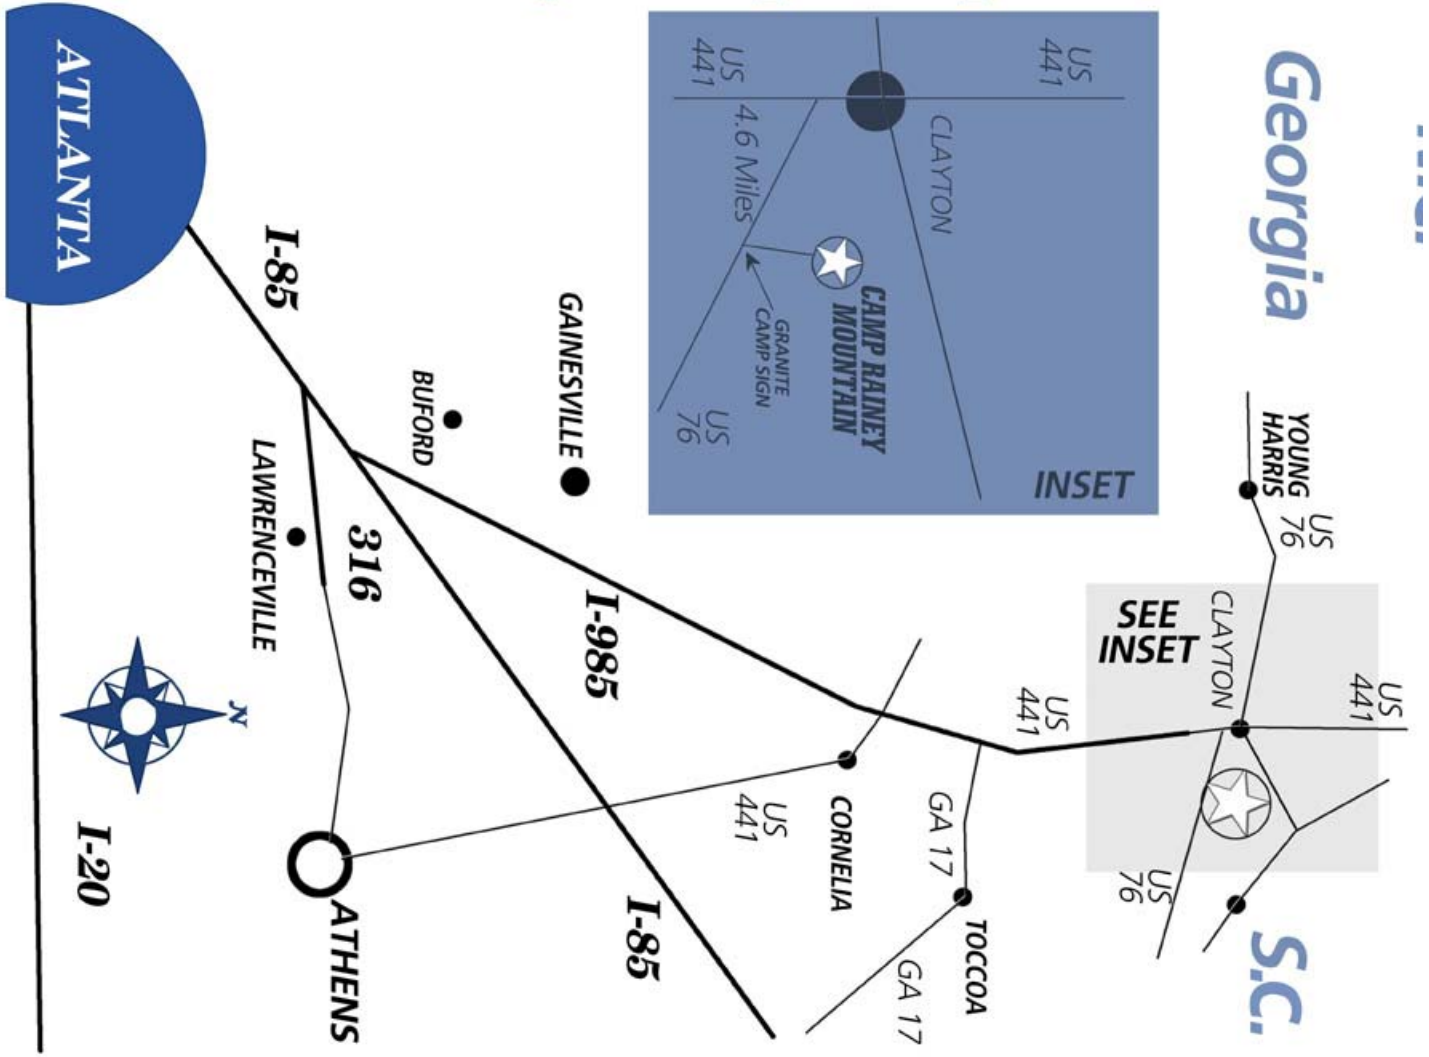 Georgia
S.C.
US
441
YOUNG
HARRIS
US
76
CLAYTON
SEE
INSET
US
76
US
441
INSET
US
441
CLAYTON
CAMP RAINEY
MOUNTAIN
GRANITE
CAMP SIGN
4.6 Miles
US
441
US
76
TOCCOA
GA 17
GA 17
CORNELIA
US
441
I-985
I-85
GAINESVILLE
BUFORD
316
ATHENS
I-85
LAWRENCEVILLE
N
ATLANTA
I-20